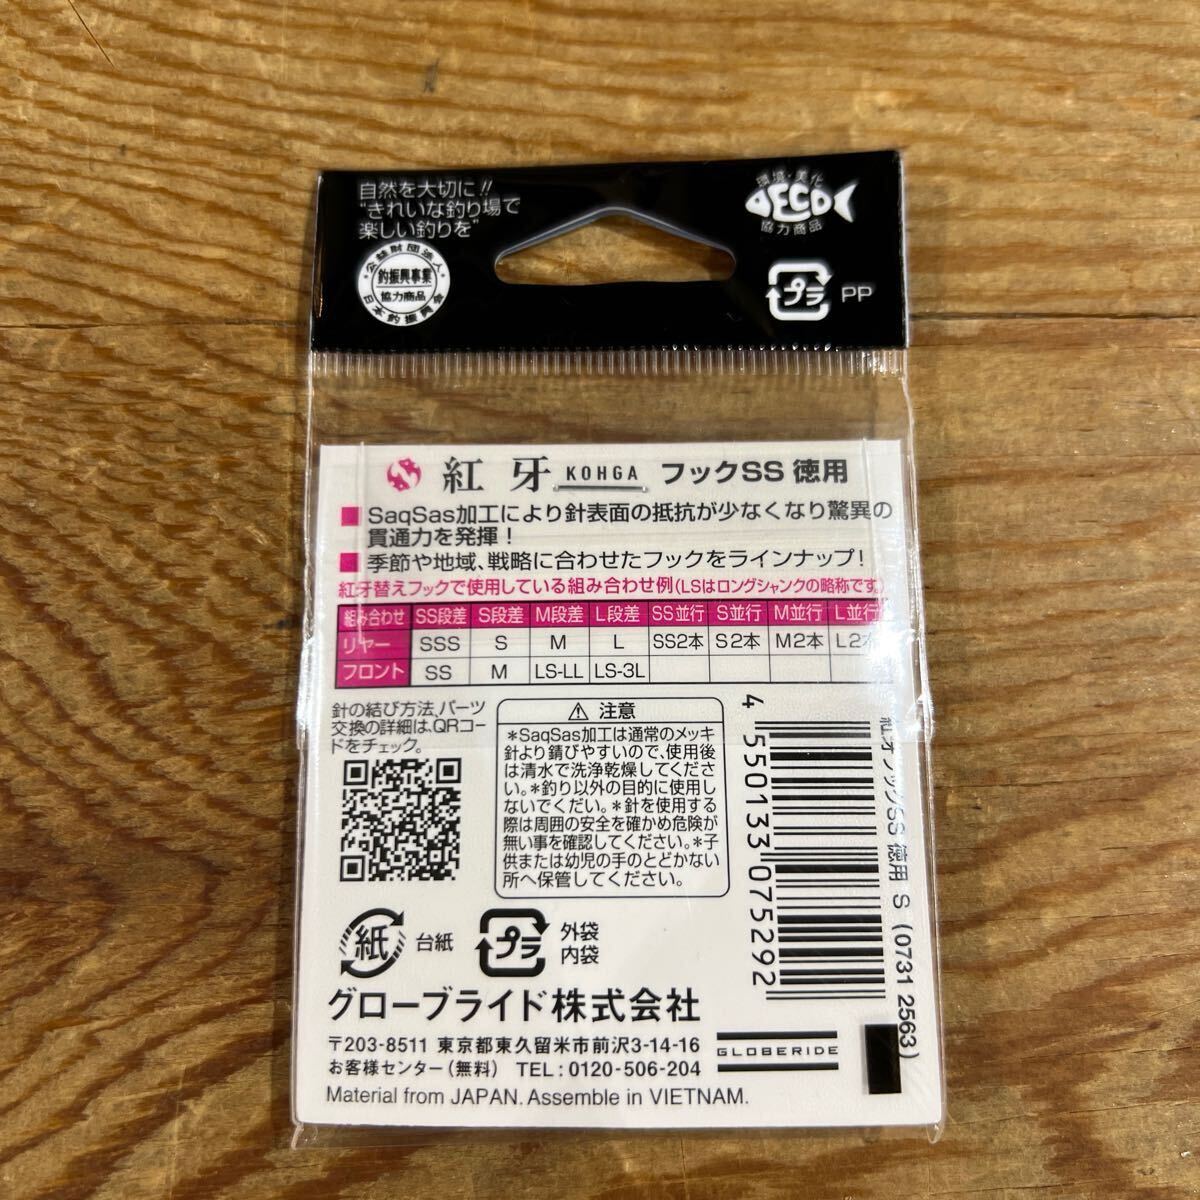 自然を大切に!!
"きれいな釣り場で
楽しい釣りを"
公益財団法人
釣振興事業
協力商品
日本釣振興会
環境・美化
ECO
協力商品
プラ PP
紅牙 KOHGA フックSS 徳用
■ SaqSas加工により針表面の抵抗が少なくなり驚異の
貫通力を発揮!
■ 季節や地域、戦略に合わせたフックをラインナップ!
紅牙替えフックで使用している組み合わせ例(LSはロングシャンクの略称です。)
組み合わせ SS段差 S段差 M段差 L段差 SS並行 S並行 M並行 L並行
リヤー SSS S M L SS2本 S2本 M2本 L2本
フロント SS M LS-LL LS-3L
針の結び方法、パーツ
交換の詳細は、QRコー
ドをチェック。
⚠ 注意
*SaqSas加工は通常のメッキ
針より錆びやすいので、使用後
は清水で洗浄乾燥してくださ
い。*釣り以外の目的に使用し
ないでくだい。*針を使用する
際は周囲の安全を確かめ危険が
無い事を確認してください。*子
供または幼児の手のとどかない
所へ保管してください。
4 550133 075292
紅牙フックSS 徳用 S (0731 2563)
紙 台紙
プラ 外袋
内袋
グローブライド株式会社
〒203-8511 東京都東久留米市前沢3-14-16
お客様センター(無料) TEL:0120-506-204
GLOBERIDE
Material from JAPAN. Assemble in VIETNAM.